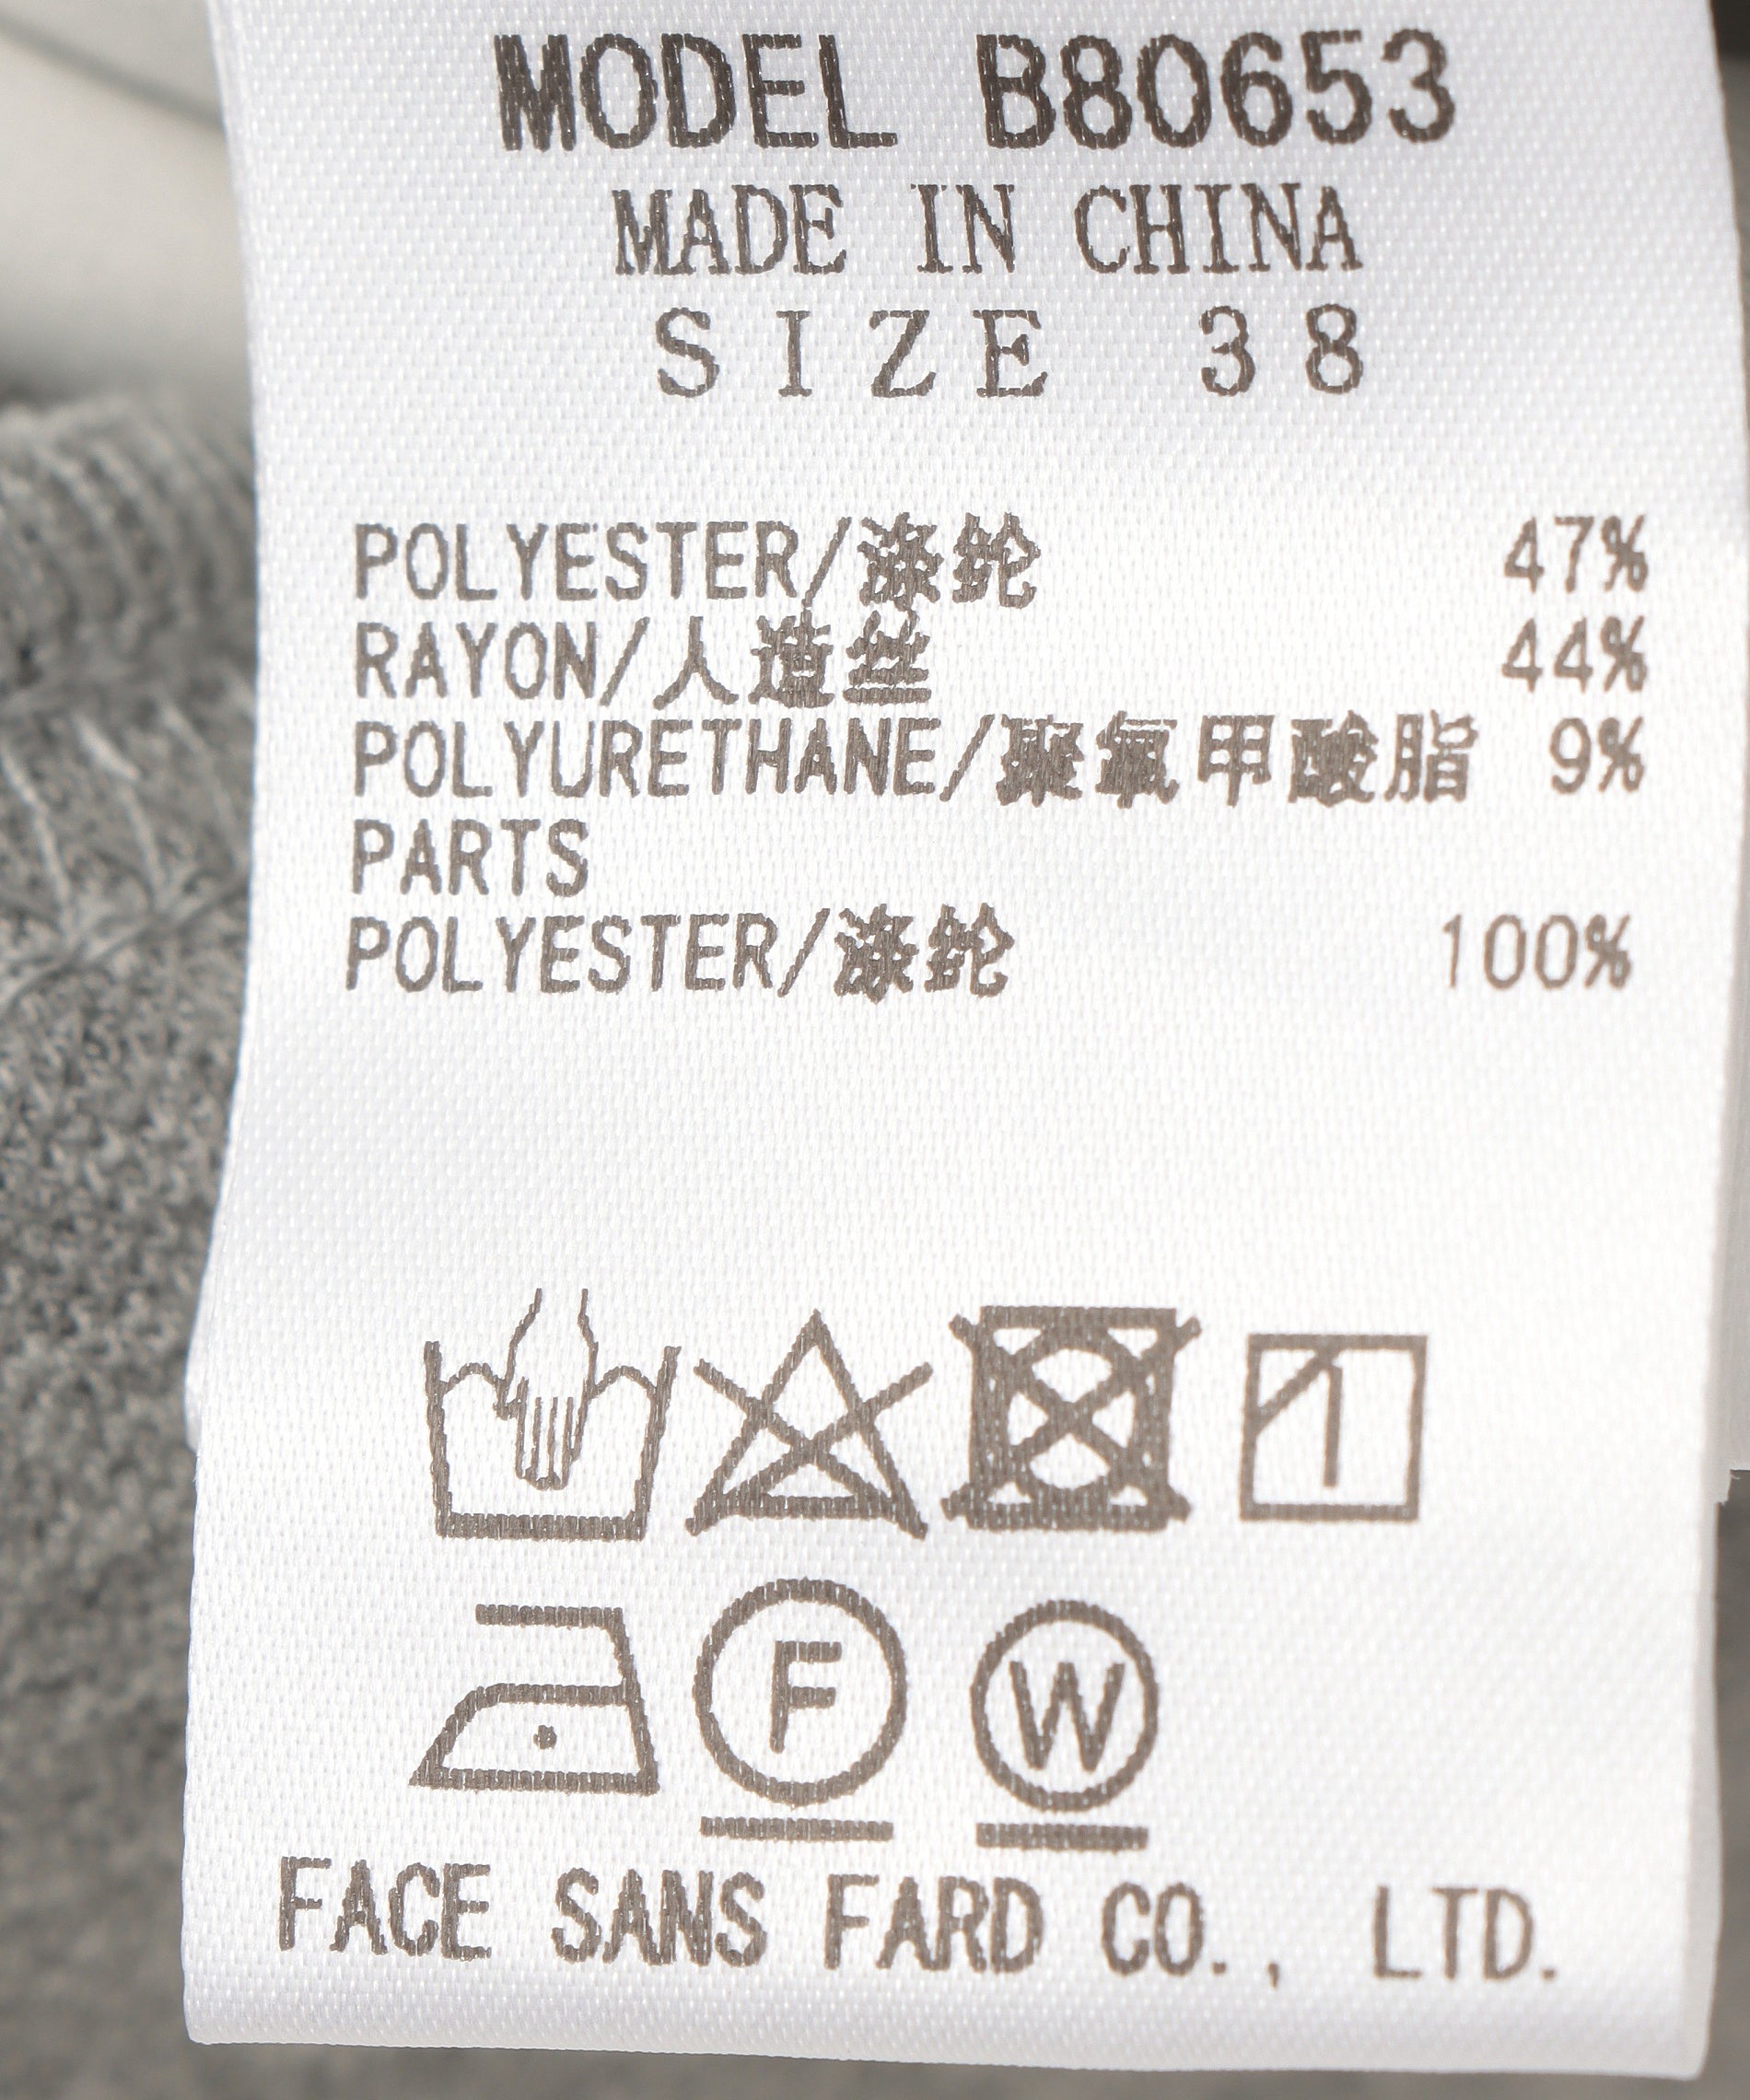 MODEL B80653
MADE IN CHINA
SIZE 38
POLYESTER/涤纶 47%
RAYON/人造丝 44%
POLYURETHANE/聚氧甲酸脂 9%
PARTS
POLYESTER/涤纶 100%
F W
FACE SANS FARD CO., LTD.